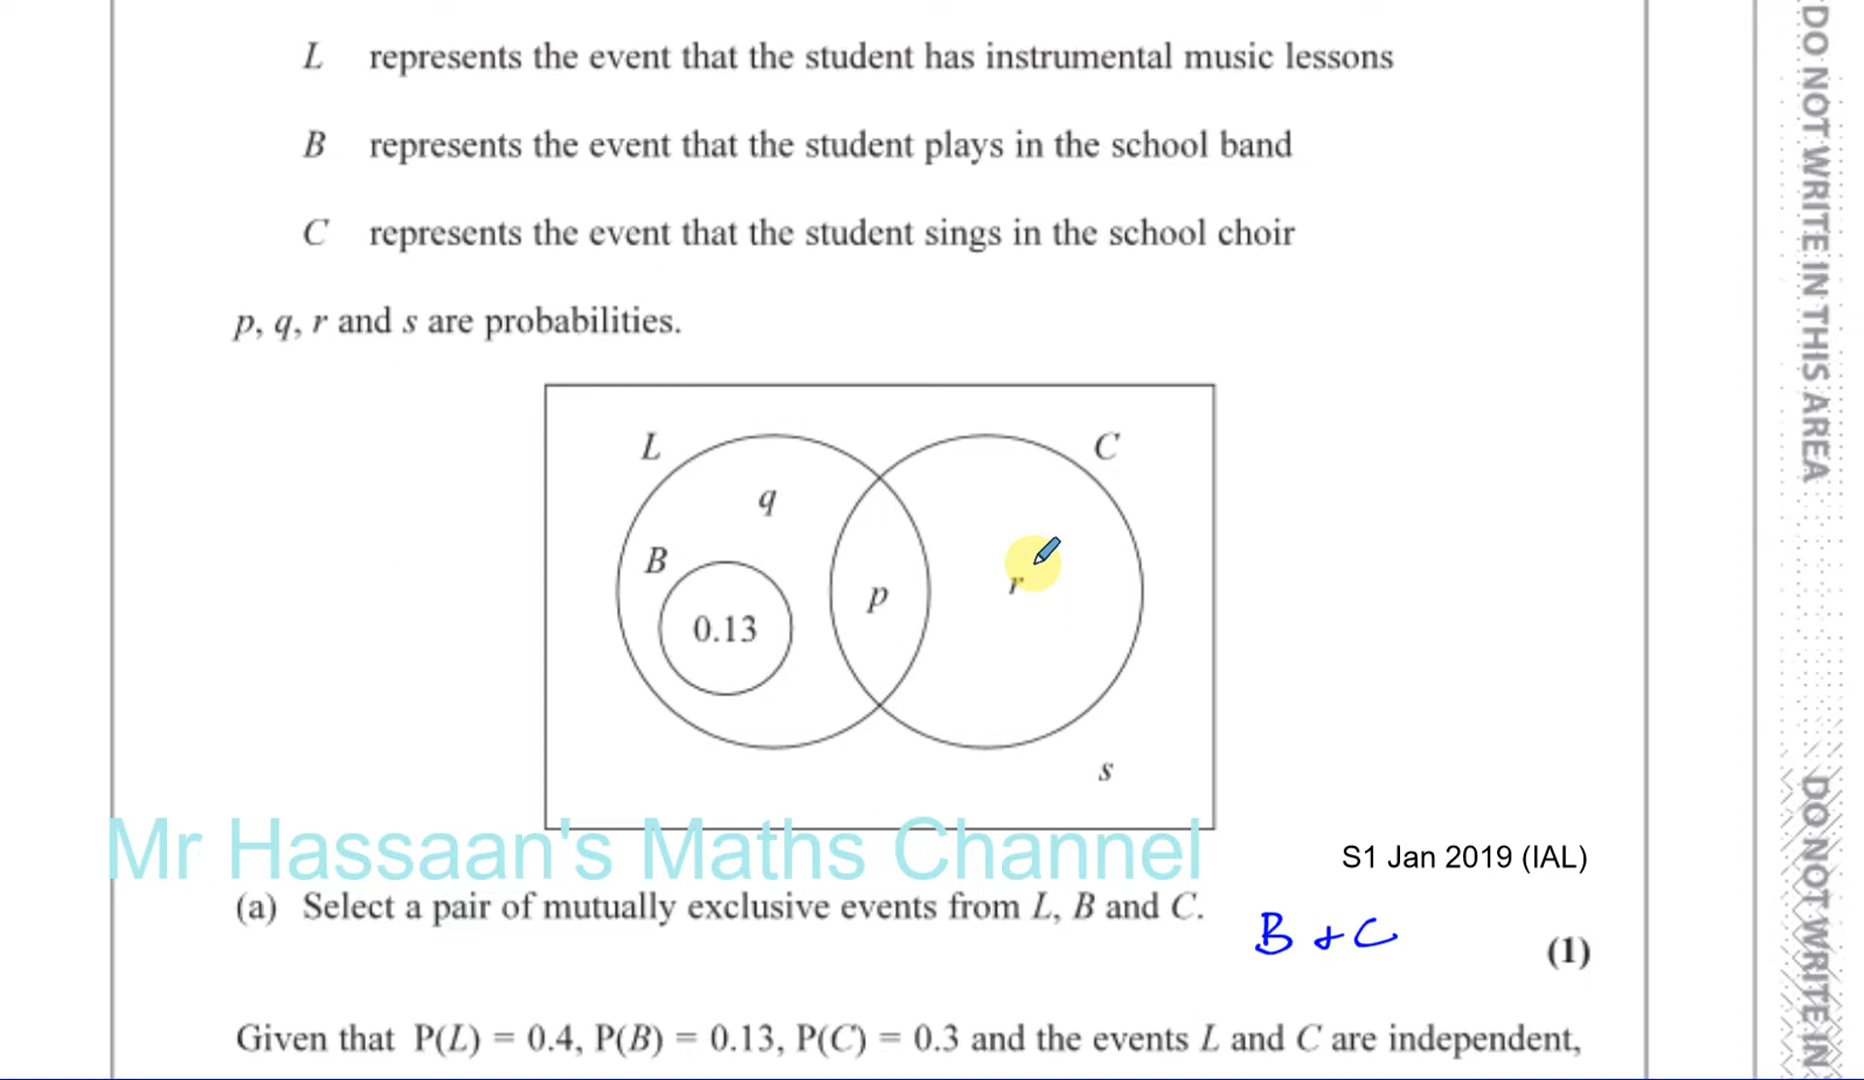 L represents the event that the student has instrumental music lessons
B represents the event that the student plays in the school band
C represents the event that the student sings in the school choir
p, q, r and s are probabilities.
L
C
q
B
r
p
0.13
s
Mr Hassaan's Maths Channel
S1 Jan 2019 (IAL)
(a) Select a pair of mutually exclusive events from L, B and C.
B + C
(1)
Given that P(L) = 0.4, P(B) = 0.13, P(C) = 0.3 and the events L and C are independent,
DO NOT WRITE IN THIS AREA
DO NOT WRITE IN